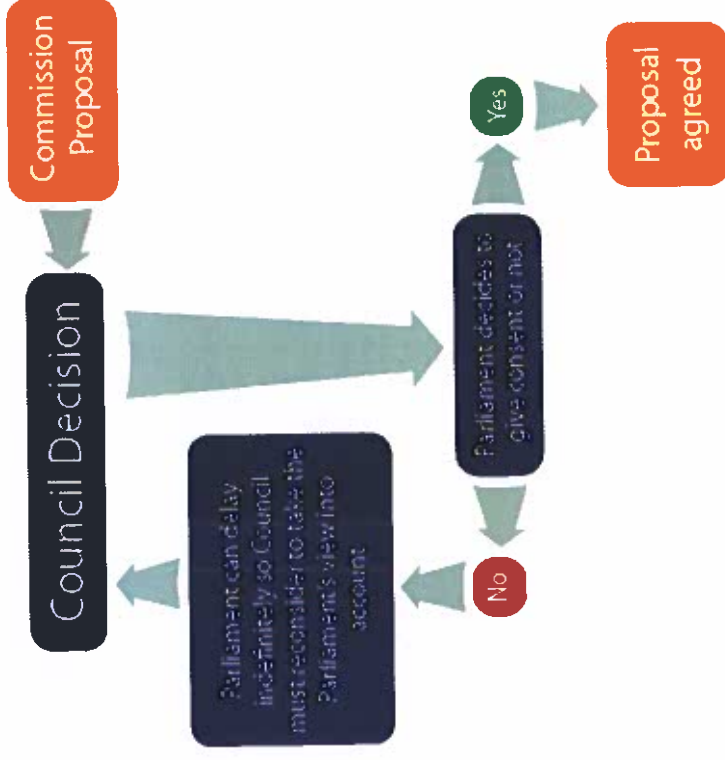 Commission
Proposal
Council Decision
Parliament can delay
indefinitely so Council
must reconsider to take the
Parliament's view into
account
Parliament decides to
give consent or not
No
Yes
Proposal
agreed